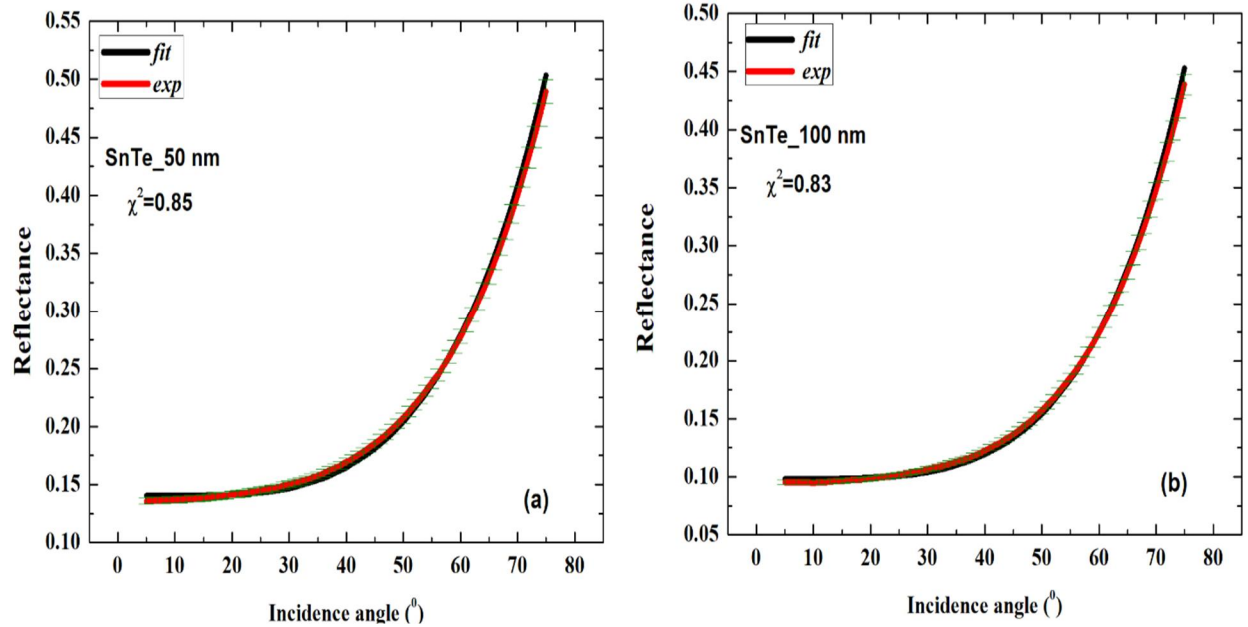 0.55
0.50
0.45
0.40
0.35
0.30
0.25
0.20
0.15
0.10
Reflectance
fit
exp
SnTe_50 nm
χ²=0.85
(a)
0 10 20 30 40 50 60 70 80
Incidence angle (⁰)
0.50
0.45
0.40
0.35
0.30
0.25
0.20
0.15
0.10
0.05
Reflectance
fit
exp
SnTe_100 nm
χ²=0.83
(b)
0 10 20 30 40 50 60 70 80
Incidence angle (⁰)